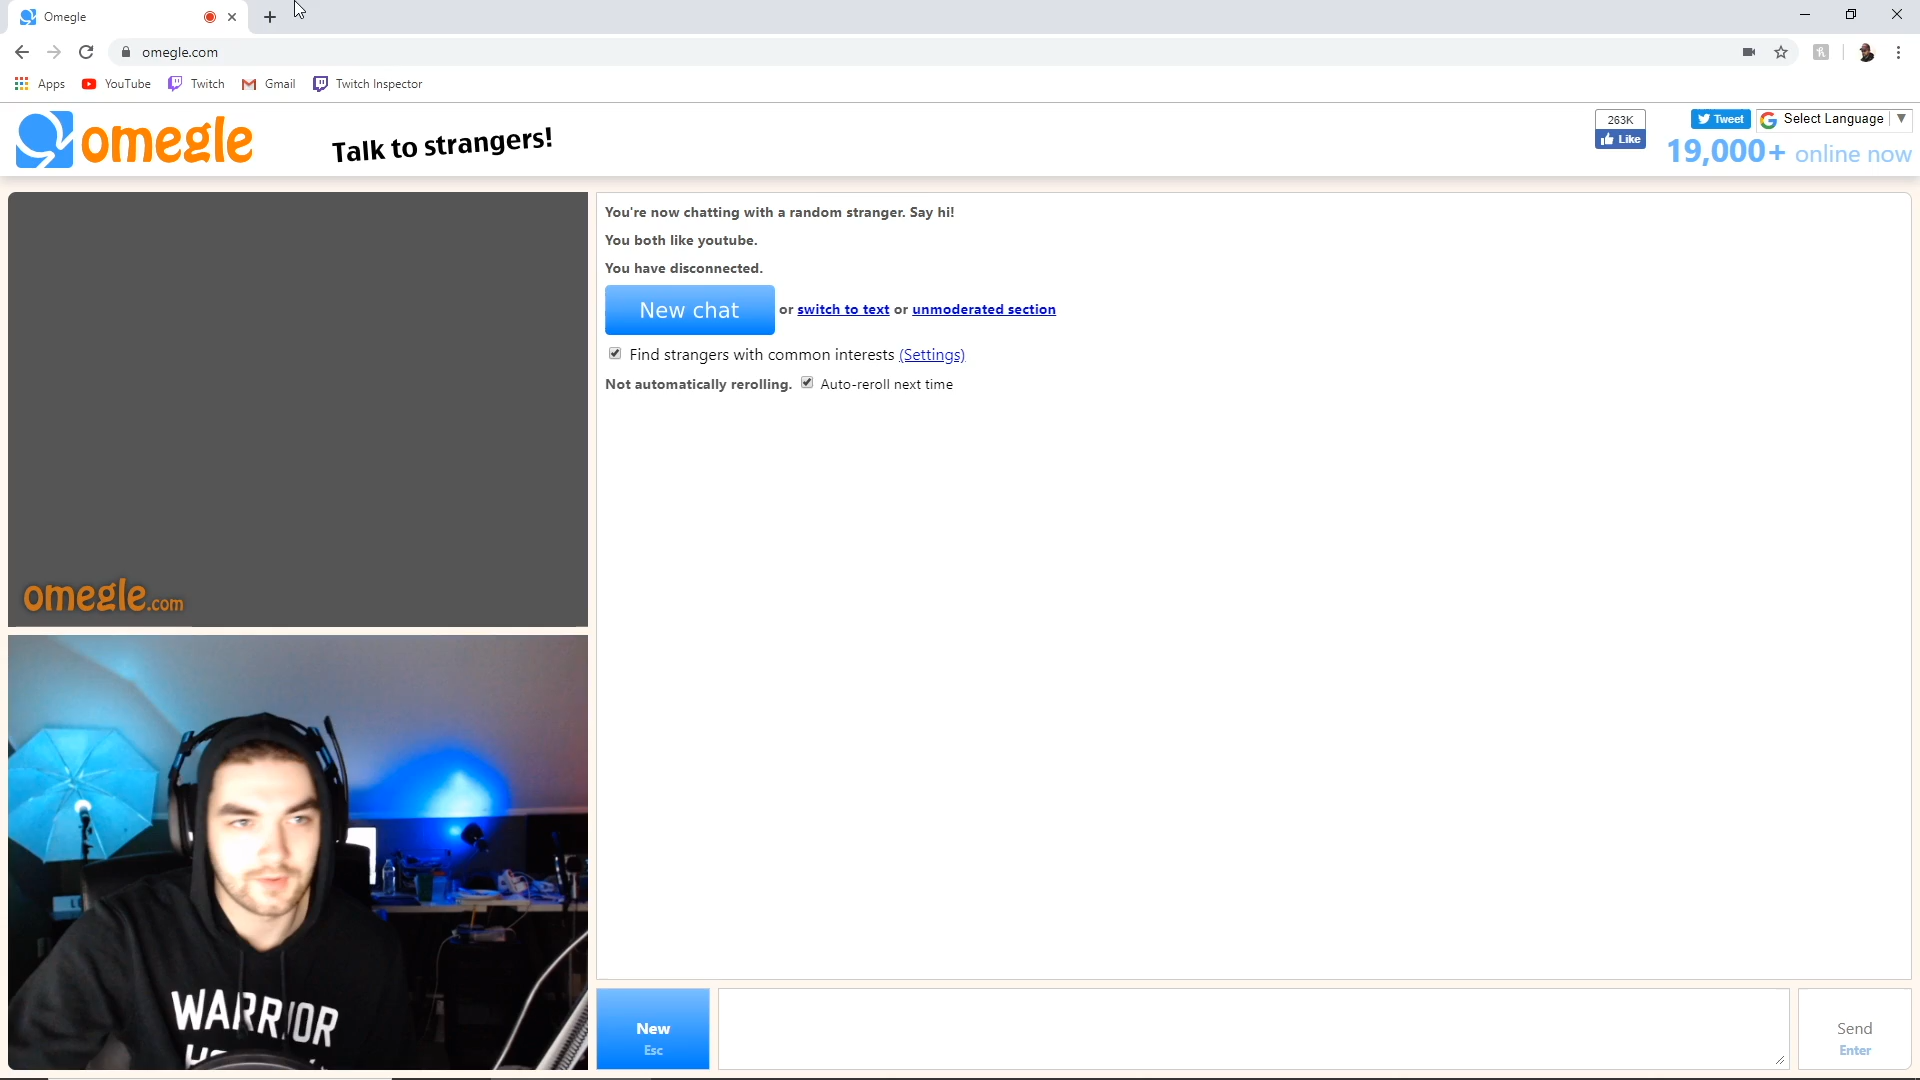 Omegle
omegle.com
Apps YouTube Twitch Gmail Twitch Inspector
omegle Talk to strangers!
263K
Like
Tweet
Select Language ▼
19,000+ online now
You're now chatting with a random stranger. Say hi!
You both like youtube.
You have disconnected.
New chat or switch to text or unmoderated section
Find strangers with common interests (Settings)
Not automatically rerolling. Auto-reroll next time
omegle.com
WARRIOR
New
Esc
Send
Enter